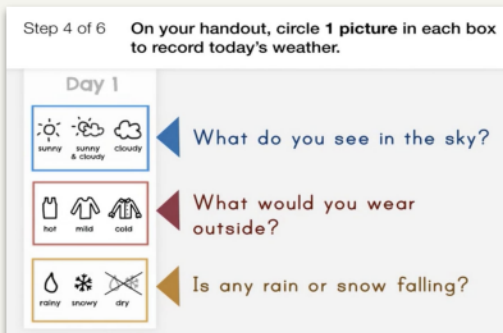 Step 4 of 6
On your handout, circle 1 picture in each box
to record today's weather.
Day 1
sunny
sunny
& cloudy
cloudy
What do you see in the sky?
hot
mild
cold
What would you wear
outside?
rainy
snowy
dry
Is any rain or snow falling?